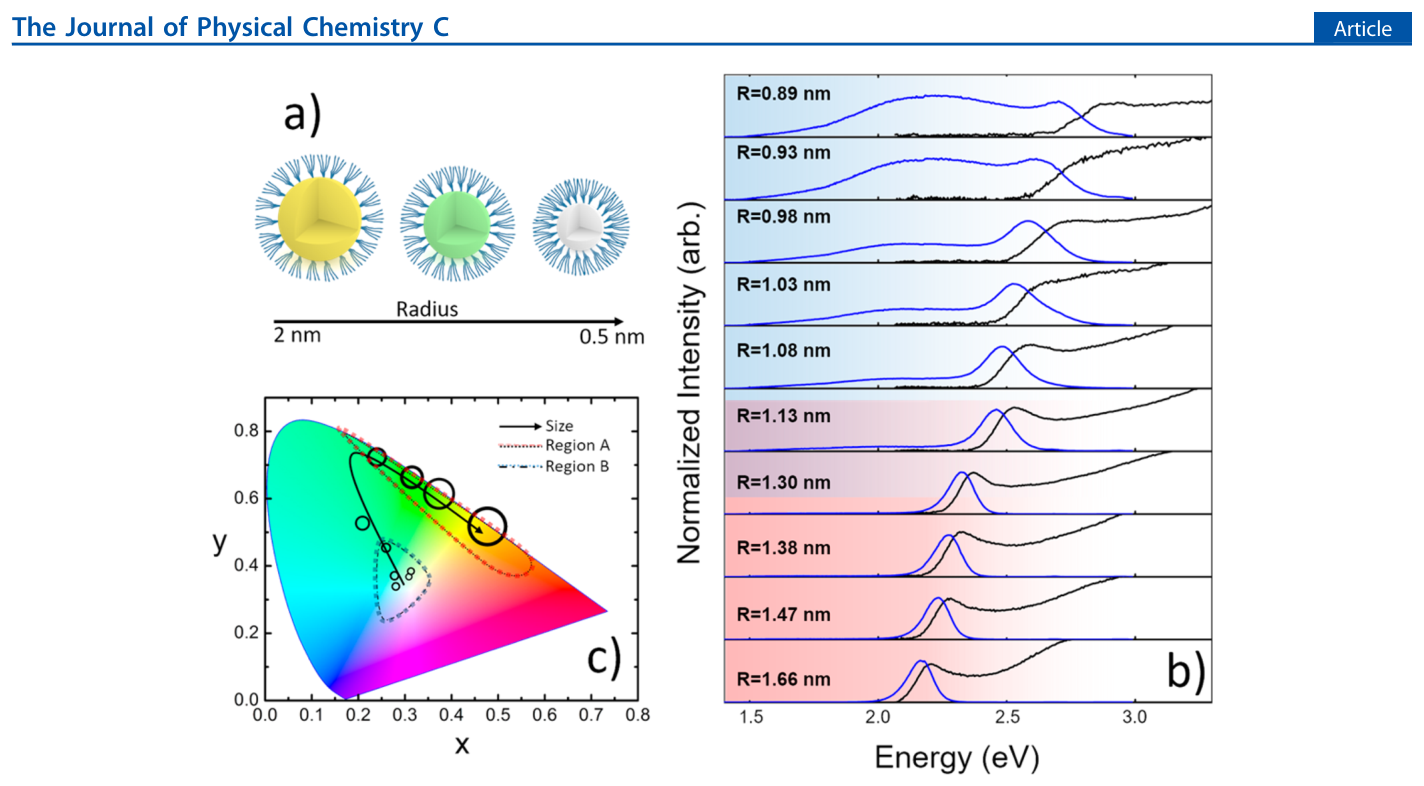 The Journal of Physical Chemistry C
Article
a)
Radius
2 nm
0.5 nm
Size
Region A
Region B
0.8
0.6
0.4
0.2
0.0
y
0.0 0.1 0.2 0.3 0.4 0.5 0.6 0.7 0.8
x
c)
R=0.89 nm
R=0.93 nm
R=0.98 nm
R=1.03 nm
R=1.08 nm
R=1.13 nm
R=1.30 nm
R=1.38 nm
R=1.47 nm
R=1.66 nm
b)
Normalized Intensity (arb.)
1.5 2.0 2.5 3.0
Energy (eV)